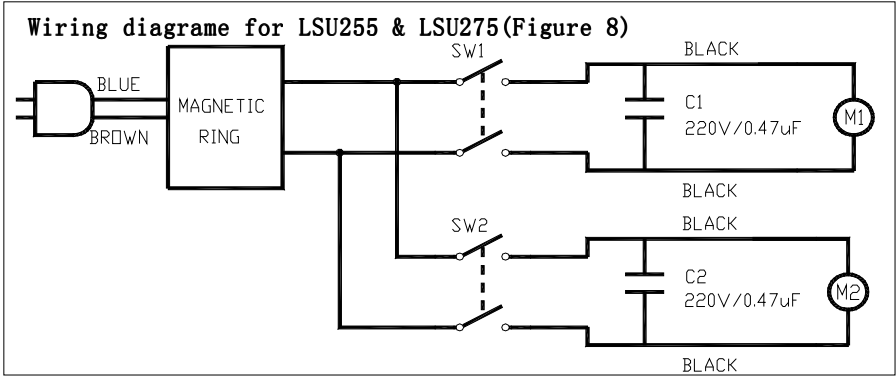 Wiring diagrame for LSU255 & LSU275(Figure 8)
SW1
BLACK
BLUE
MAGNETIC
RING
BROWN
C1
220V/0.47uF
M1
BLACK
SW2
BLACK
C2
220V/0.47uF
M2
BLACK